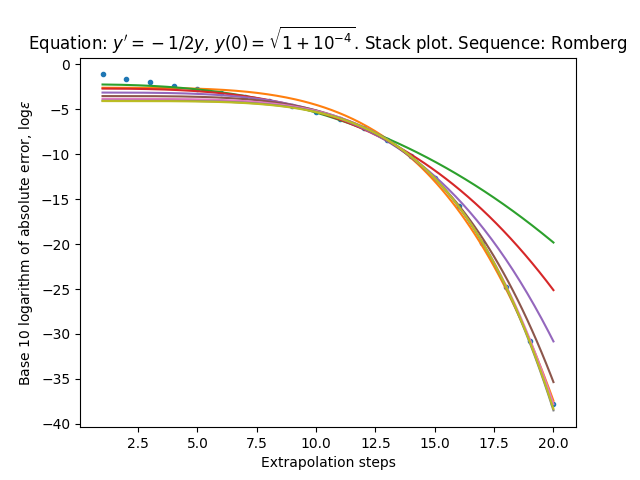 Equation: $y' = -1/2y$, $y(0) = \sqrt{1+10^{-4}}$. Stack plot. Sequence: Romberg
0
−5
−10
−15
−20
−25
−30
−35
−40
Base 10 logarithm of absolute error, logε
2.5 5.0 7.5 10.0 12.5 15.0 17.5 20.0
Extrapolation steps